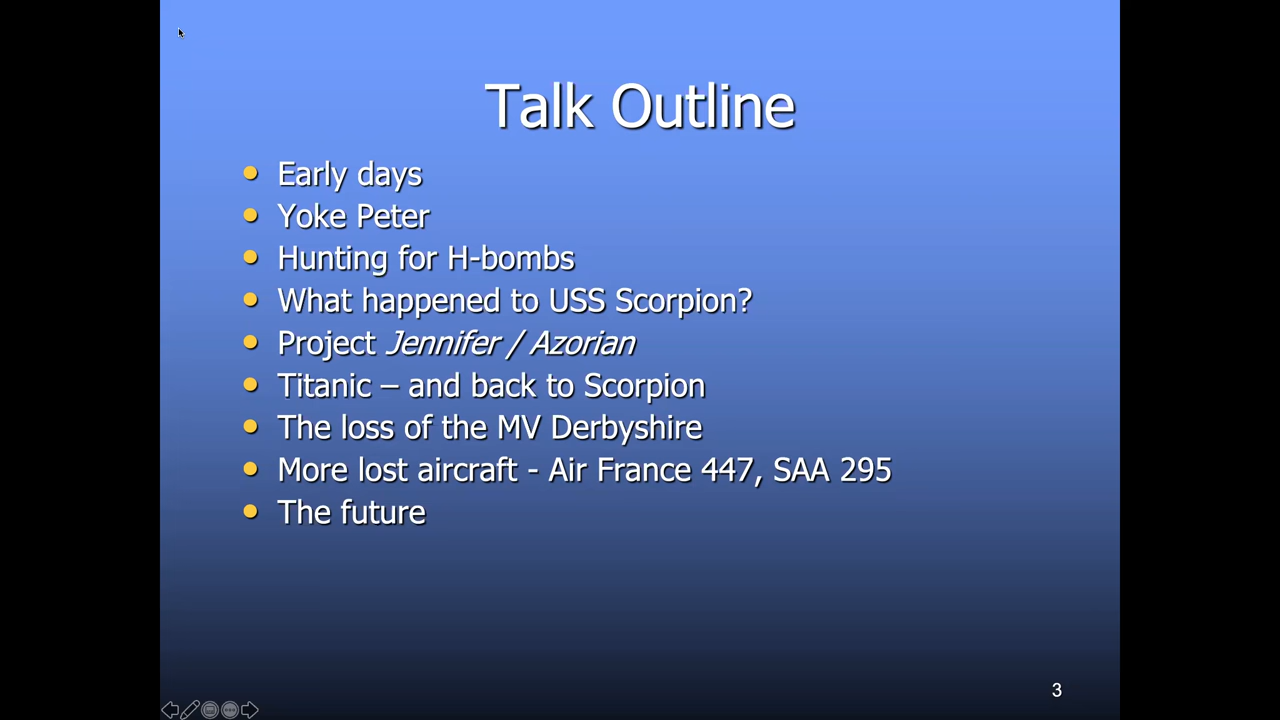 Talk Outline
Early days
Yoke Peter
Hunting for H-bombs
What happened to USS Scorpion?
Project Jennifer / Azorian
Titanic – and back to Scorpion
The loss of the MV Derbyshire
More lost aircraft - Air France 447, SAA 295
The future
3